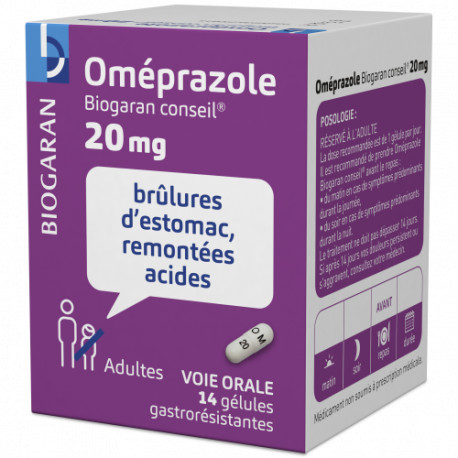 BIOGARAN
Oméprazole
Biogaran conseil®
20 mg
brûlures
d'estomac,
remontées
acides
Adultes
O M
20
VOIE ORALE
14 gélules
gastrorésistantes
Oméprazole Biogaran conseil® 20 mg
POSOLOGIE :
RÉSERVÉ À L'ADULTE
La dose recommandée est de 1 gélule par jour.
Il est recommandé de prendre Oméprazole
Biogaran conseil® avant le repas :
• du matin en cas de symptômes prédominants
durant la journée,
• du soir en cas de symptômes prédominants
durant la nuit.
Le traitement ne doit pas dépasser 14 jours.
Si après 14 jours vos douleurs persistent ou
s'aggravent, consultez votre médecin.
AVANT
matin
soir
repas
durée
Médicament non soumis à prescription médicale.